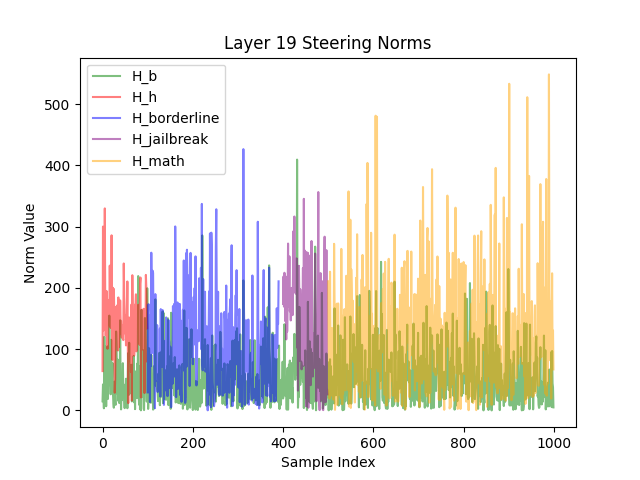 Layer 19 Steering Norms
H_b
H_h
H_borderline
H_jailbreak
H_math
Norm Value
500
400
300
200
100
0
0 200 400 600 800 1000
Sample Index